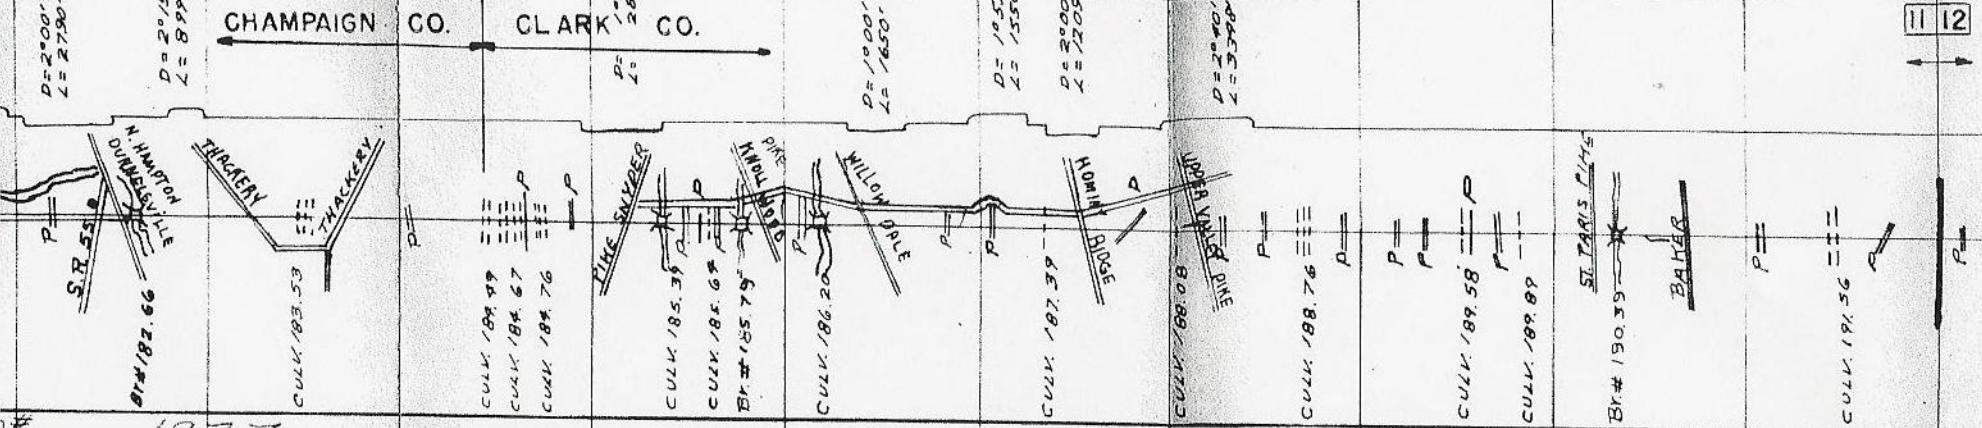 D=2°00'
L=2790'
CHAMPAIGN CO.
CLARK CO.
D=1°00'
L=1650'
D=2°40'
L=3398'
11 12
P
S.R. 55
N. HAMPTON
DUNNGLEVILLE
Br.#182.66
THACKERY
THACKERY
CULV. 183.53
P
CULV. 184.49
CULV. 184.67
P
CULV. 184.76
P
PIKE SNYDER
CULV. 185.39
P
P
CULV. 185.64
P
Br.#185.75
PIKE
KNOLLWOOD
P
CULV. 186.20
WILLOW DALE
P
P
CULV. 187.39
HOMINY RIDGE
P
CULV. 188.08
UPPER VALLEY PIKE
P
P
CULV. 188.76
P
P
P
CULV. 189.58
P
P
CULV. 189.89
ST. PARIS PIKE
Br.#190.39
BAKER
P
CULV. 191.56
P
P